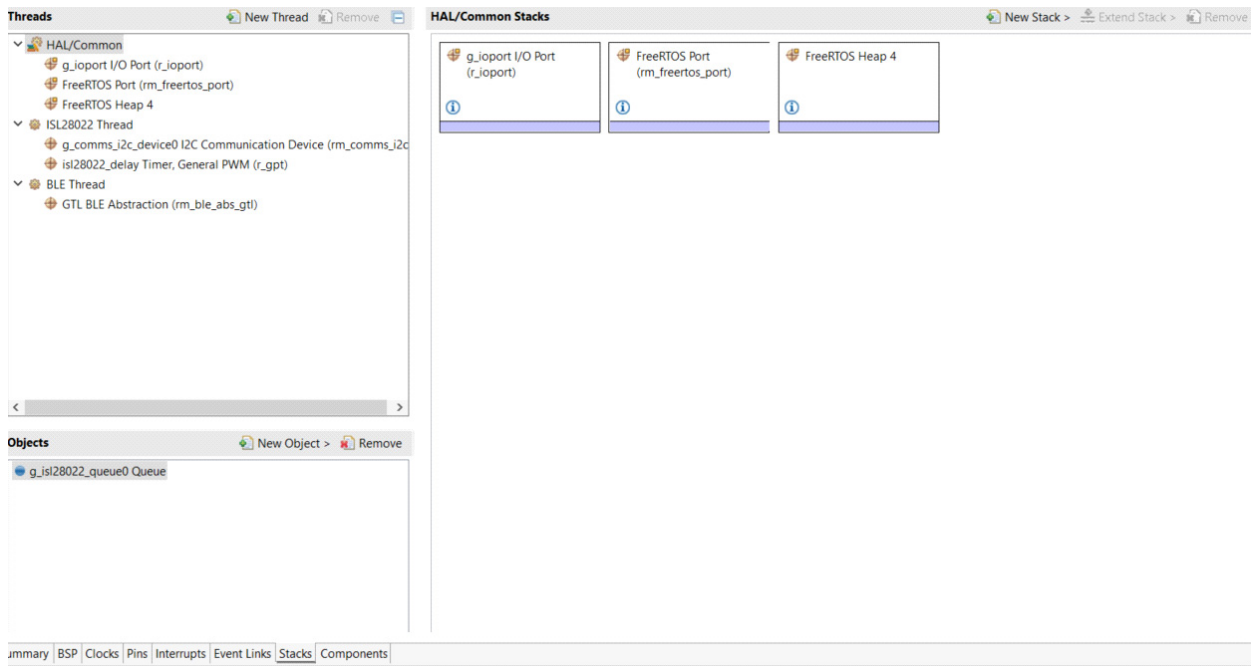 Threads
New Thread Remove
HAL/Common
g_ioport I/O Port (r_ioport)
FreeRTOS Port (rm_freertos_port)
FreeRTOS Heap 4
ISL28022 Thread
g_comms_i2c_device0 I2C Communication Device (rm_comms_i2c
isl28022_delay Timer, General PWM (r_gpt)
BLE Thread
GTL BLE Abstraction (rm_ble_abs_gtl)
Objects
New Object > Remove
g_isl28022_queue0 Queue
HAL/Common Stacks
New Stack > Extend Stack > Remove
g_ioport I/O Port
(r_ioport)
FreeRTOS Port
(rm_freertos_port)
FreeRTOS Heap 4
ummary BSP Clocks Pins Interrupts Event Links Stacks Components